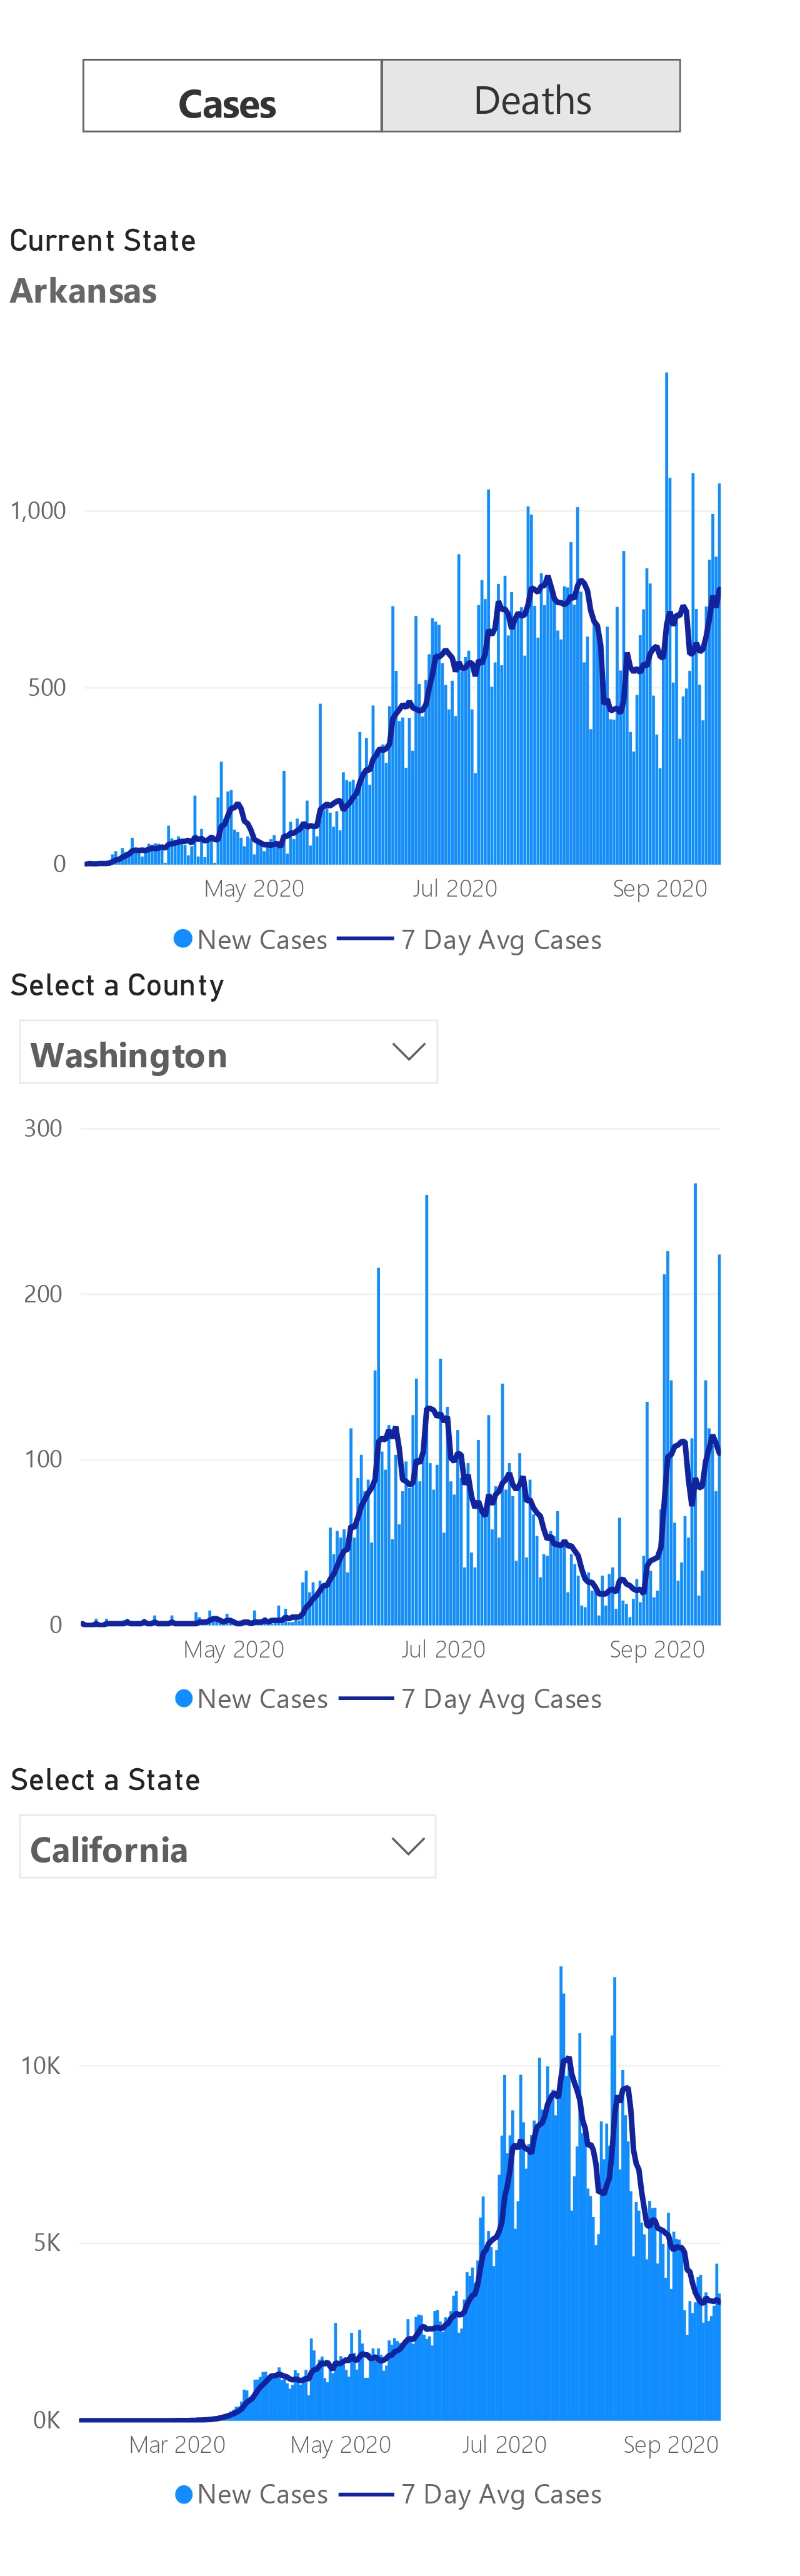 Cases Deaths
Current State
Arkansas
1,000
500
0
May 2020 Jul 2020 Sep 2020
New Cases 7 Day Avg Cases
Select a County
Washington
300
200
100
0
May 2020 Jul 2020 Sep 2020
New Cases 7 Day Avg Cases
Select a State
California
10K
5K
0K
Mar 2020 May 2020 Jul 2020 Sep 2020
New Cases 7 Day Avg Cases